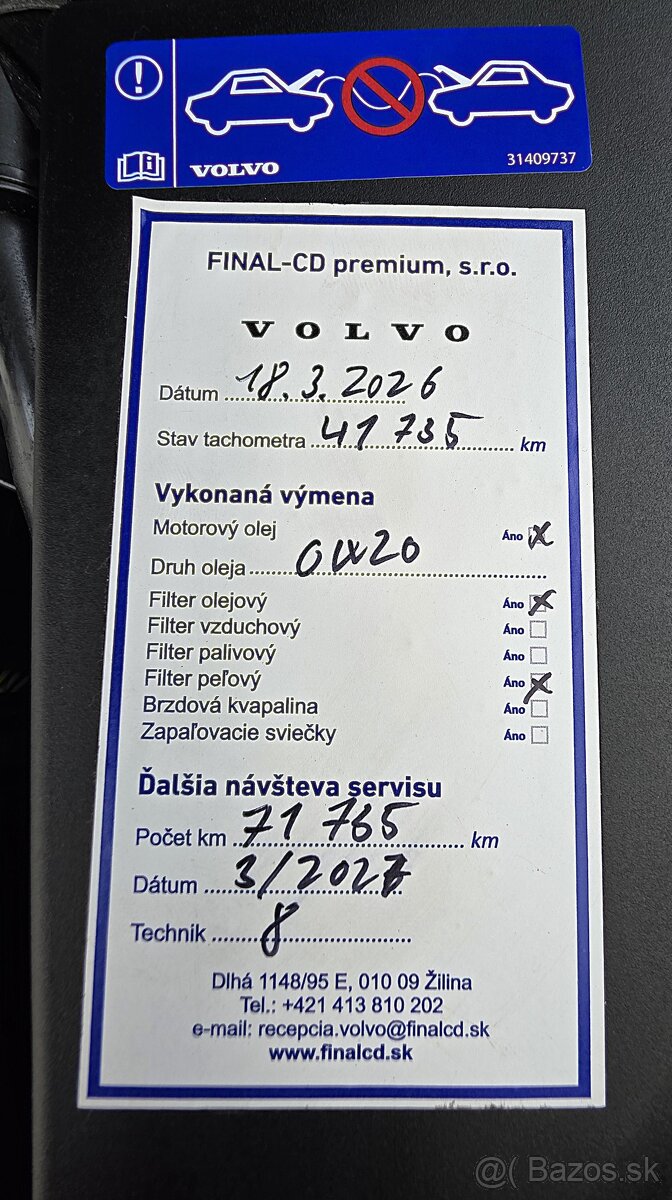 VOLVO
31409737
FINAL-CD premium, s.r.o.
VOLVO
Dátum 18.3.2026
Stav tachometra 41 735 km
Vykonaná výmena
Motorový olej Áno X
Druh oleja 0W20
Filter olejový Áno X
Filter vzduchový Áno
Filter palivový Áno
Filter peľový Áno X
Brzdová kvapalina Áno
Zapaľovacie sviečky Áno
Ďalšia návšteva servisu
Počet km 71 765 km
Dátum 3/2027
Technik 8
Dlhá 1148/95 E, 010 09 Žilina
Tel.: +421 413 810 202
e-mail: recepcia.volvo@finalcd.sk
www.finalcd.sk
@( Bazos.sk